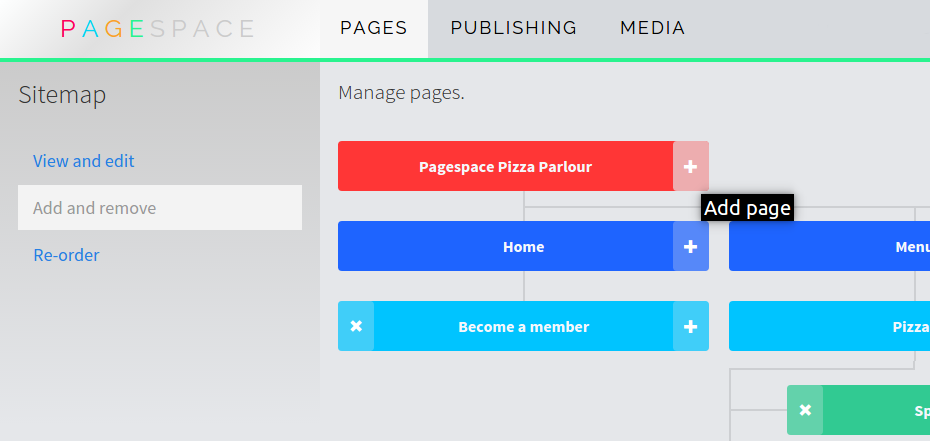 PAGESPACE
PAGES
PUBLISHING
MEDIA
Sitemap
Manage pages.
View and edit
Add and remove
Re-order
Pagespace Pizza Parlour
Add page
Home
Menu
Become a member
Pizza
Sp